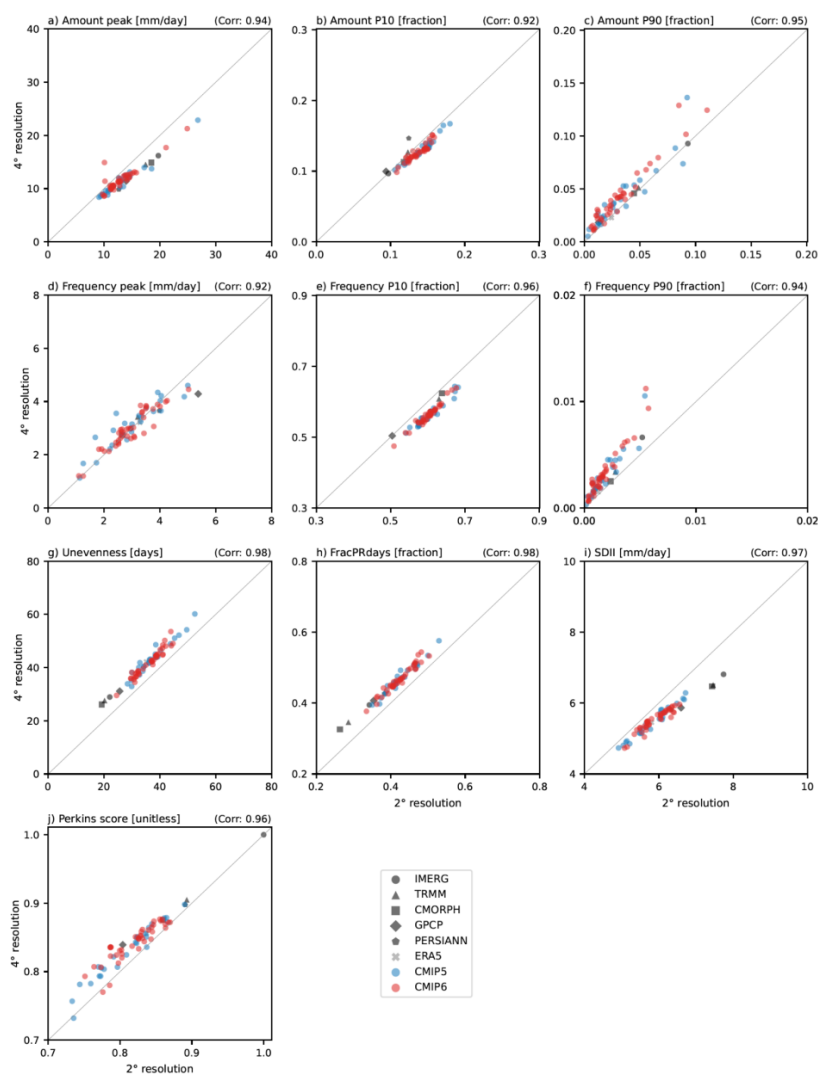 a) Amount peak [mm/day] (Corr: 0.94)
b) Amount P10 [fraction] (Corr: 0.92)
c) Amount P90 [fraction] (Corr: 0.95)
40
30
20
10
0
4° resolution
0 10 20 30 40
0.3
0.2
0.1
0.0
0.0 0.1 0.2 0.3
0.20
0.15
0.10
0.05
0.00
0.00 0.05 0.10 0.15 0.20
d) Frequency peak [mm/day] (Corr: 0.92)
e) Frequency P10 [fraction] (Corr: 0.96)
f) Frequency P90 [fraction] (Corr: 0.94)
8
6
4
2
0
4° resolution
0 2 4 6 8
0.9
0.7
0.5
0.3
0.3 0.5 0.7 0.9
0.02
0.01
0.00
0.00 0.01 0.02
g) Unevenness [days] (Corr: 0.98)
h) FracPRdays [fraction] (Corr: 0.98)
i) SDII [mm/day] (Corr: 0.97)
80
60
40
20
0
4° resolution
0 20 40 60 80
0.8
0.6
0.4
0.2
0.2 0.4 0.6 0.8
2° resolution
10
8
6
4
4 6 8 10
2° resolution
j) Perkins score [unitless] (Corr: 0.96)
1.0
0.9
0.8
0.7
4° resolution
0.7 0.8 0.9 1.0
2° resolution
IMERG
TRMM
CMORPH
GPCP
PERSIANN
ERA5
CMIP5
CMIP6